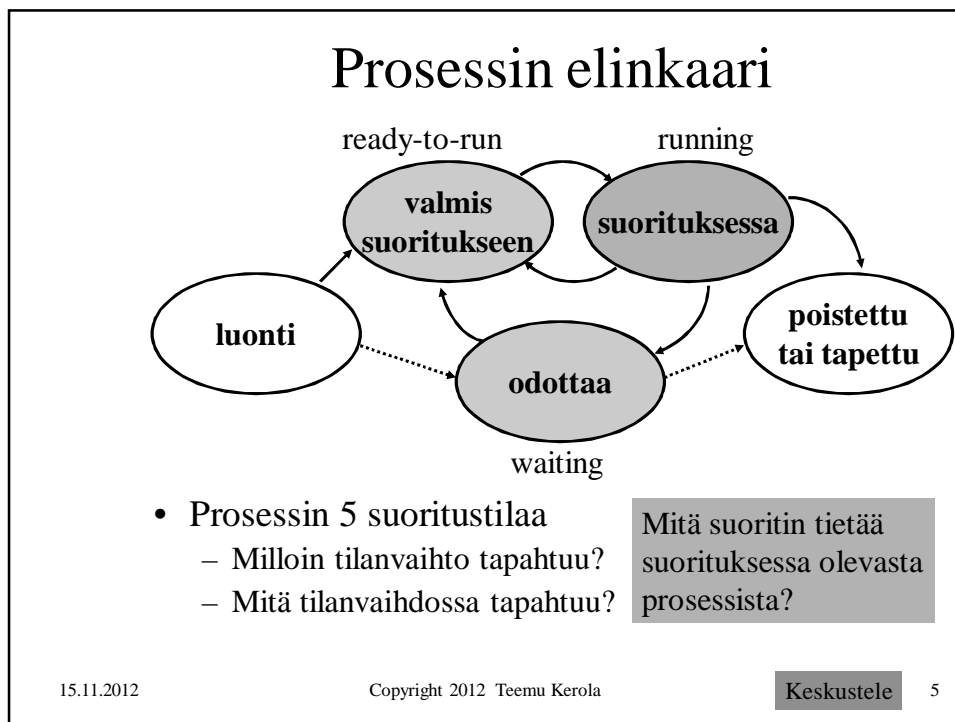 Prosessin elinkaari
ready-to-run
running
valmis
suoritukseen
suorituksessa
luonti
poistettu
tai tapettu
odottaa
waiting
• Prosessin 5 suoritustilaa
– Milloin tilanvaihto tapahtuu?
– Mitä tilanvaihdossa tapahtuu?
Mitä suoritin tietää
suorituksessa olevasta
prosessista?
15.11.2012
Copyright 2012 Teemu Kerola
Keskustele
5